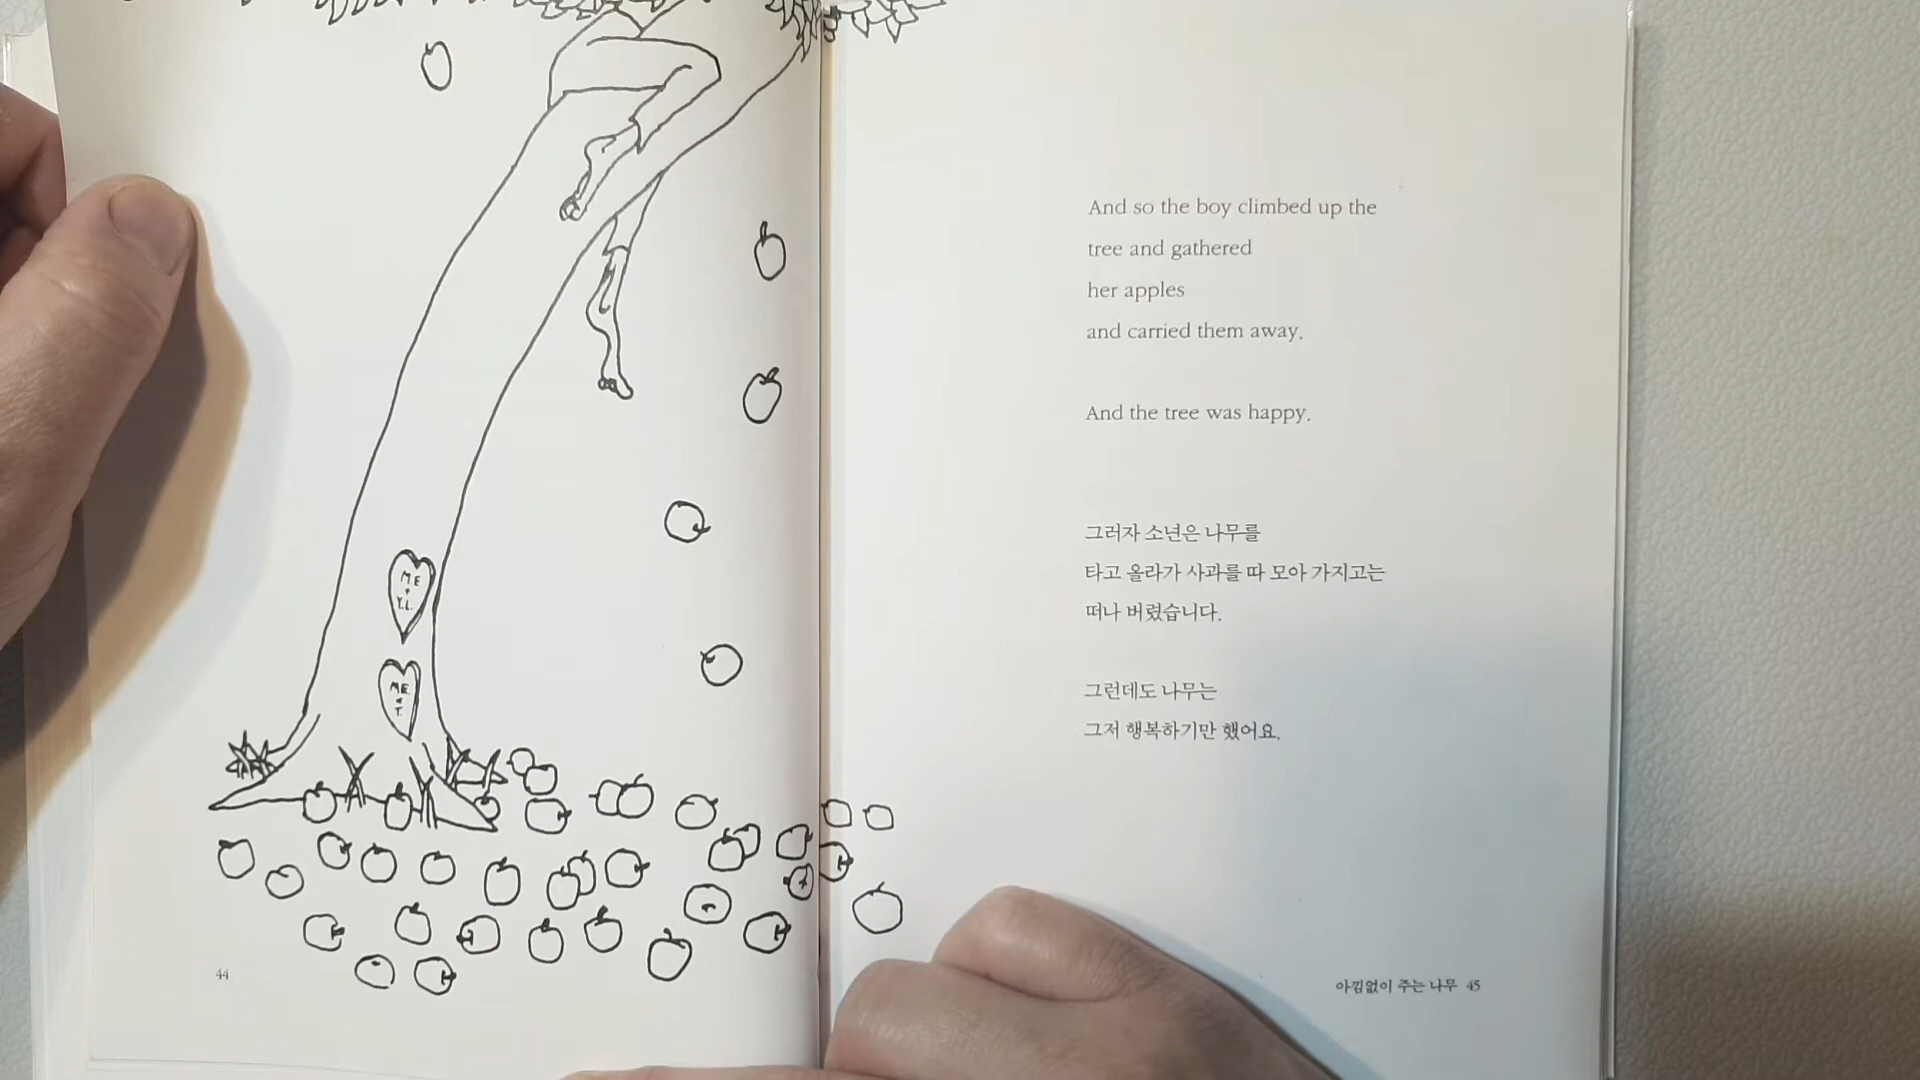 M.E
+
Y.L.
M.E.
+
T.
44
And so the boy climbed up the
tree and gathered
her apples
and carried them away.
And the tree was happy.
그러자 소년은 나무를
타고 올라가 사과를 따 모아 가지고는
떠나 버렸습니다.
그런데도 나무는
그저 행복하기만 했어요.
아낌없이 주는 나무 45